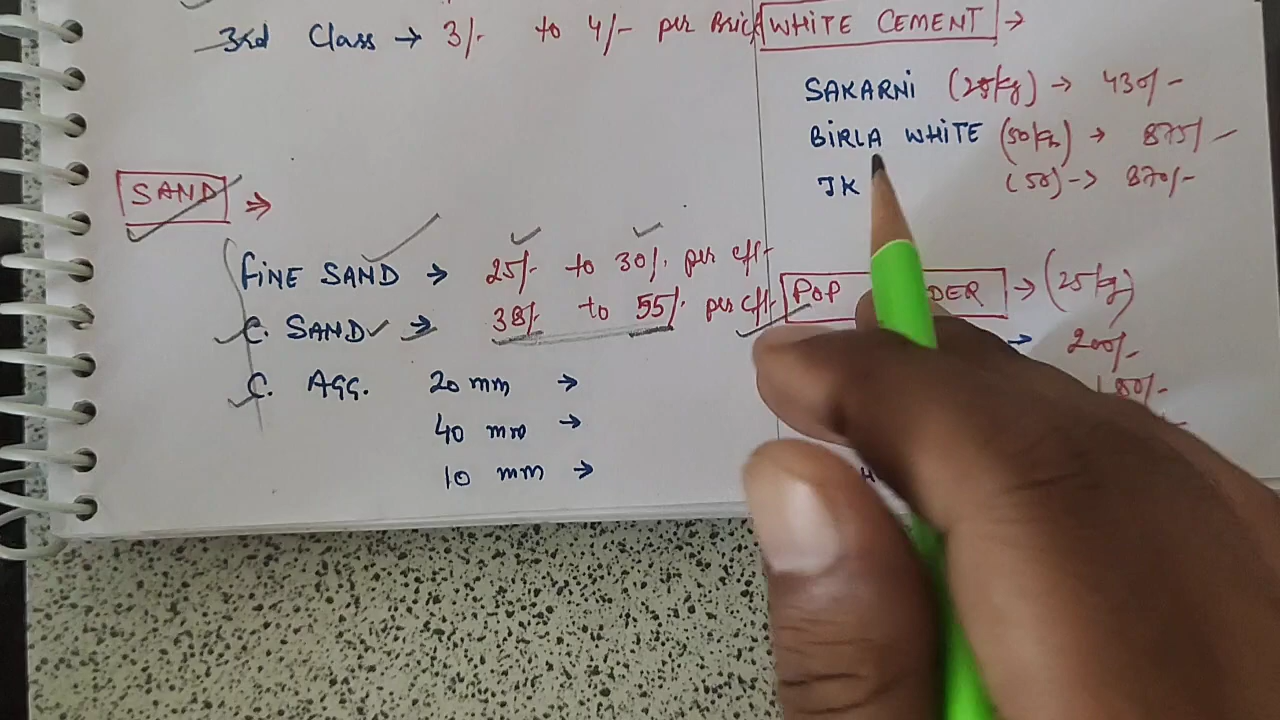 3rd Class → 3/- to 4/- per Brick
SAND →
FINE SAND → 25/- to 30/- per cft
C. SAND → 38/- to 55/- per cft
C. AGG. 20 mm →
40 mm →
10 mm →
WHITE CEMENT →
SAKARNI (25kg) → 430/-
BIRLA WHITE (50kg) → 875/-
JK (50) → 870/-
POP → (25kg)
→ 200/-
180/-